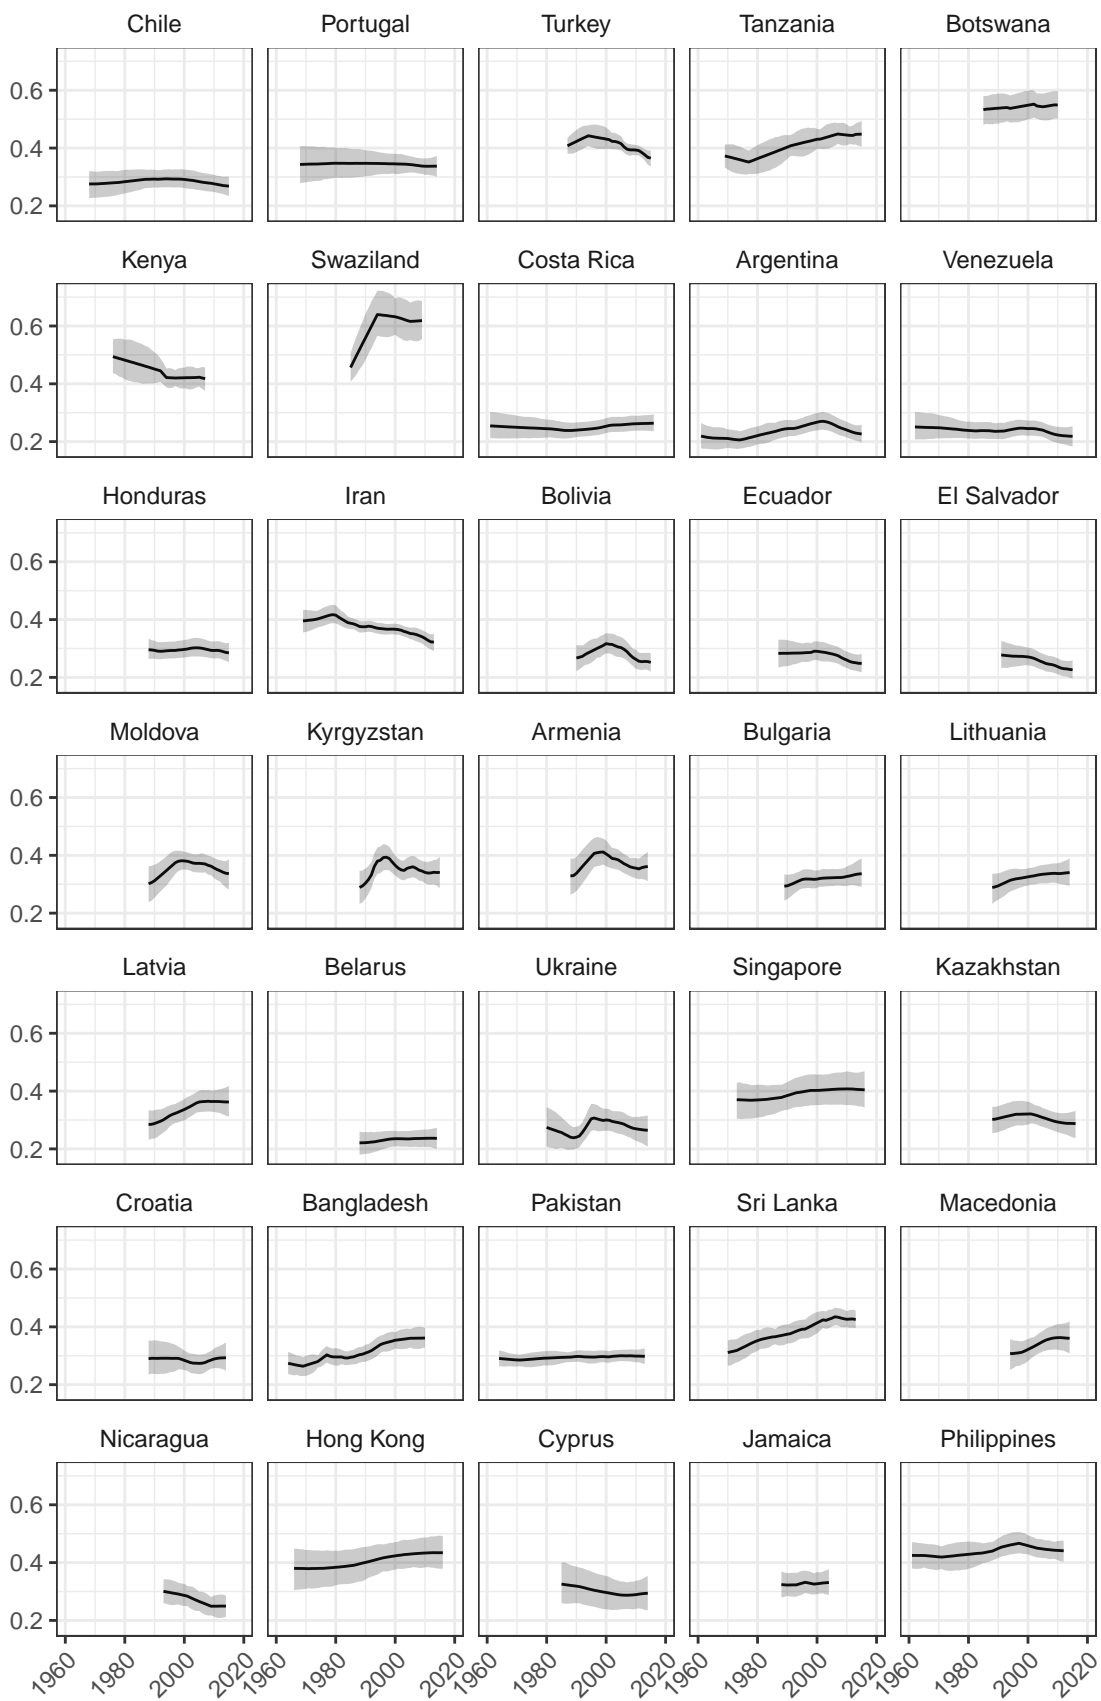 Chile Portugal Turkey Tanzania Botswana
0.6
0.4
0.2
Kenya Swaziland Costa Rica Argentina Venezuela
0.6
0.4
0.2
Honduras Iran Bolivia Ecuador El Salvador
0.6
0.4
0.2
Moldova Kyrgyzstan Armenia Bulgaria Lithuania
0.6
0.4
0.2
Latvia Belarus Ukraine Singapore Kazakhstan
0.6
0.4
0.2
Croatia Bangladesh Pakistan Sri Lanka Macedonia
0.6
0.4
0.2
Nicaragua Hong Kong Cyprus Jamaica Philippines
0.6
0.4
0.2
1960 1980 2000 2020 1960 1980 2000 2020 1960 1980 2000 2020 1960 1980 2000 2020 1960 1980 2000 2020